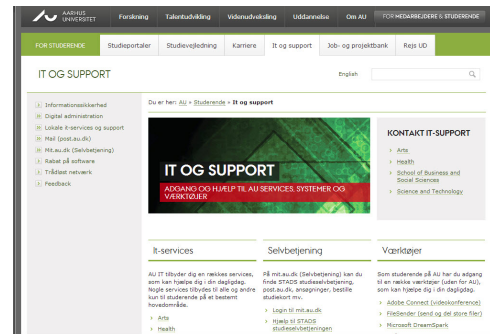 AARHUS
UNIVERSITET
Forskning Talentudvikling Videnudveksling Uddannelse Om AU FOR MEDARBEJDERE & STUDERENDE
FOR STUDERENDE Studieportaler Studievejledning Karriere It og support Job- og projektbank Rejs UD
IT OG SUPPORT
English
Informationssikkerhed
Digital administration
Lokale it-services og support
Mail (post.au.dk)
Mit.au.dk (Selvbetjening)
Rabat på software
Trådløst netværk
Feedback
Du er her: AU » Studerende » It og support
IT OG SUPPORT
ADGANG OG HJÆLP TIL AU SERVICES, SYSTEMER OG
VÆRKTØJER
KONTAKT IT-SUPPORT
Arts
Health
School of Business and
Social Sciences
Science and Technology
It-services
AU IT tilbyder dig en rækkes services,
som kan hjælpe dig i din dagligdag.
Nogle services tilbydes til alle og andre
kun til studerende på et bestemt
hovedområde.
Arts
Health
Selvbetjening
På mit.au.dk (Selvbetjening) kan du
finde STADS studieselvbetjening,
post.au.dk, ansøgninger, bestille
studiekort mv.
Login til mit.au.dk
Hjælp til STADS
studieselvbetjeningen
Værktøjer
Som studerende på AU har du adgang
til en række værktøjer (uden for AU),
som kan hjælpe dig i din dagligdag.
Adobe Connect (videokonference)
FileSender (send og del store filer)
Microsoft DreamSpark